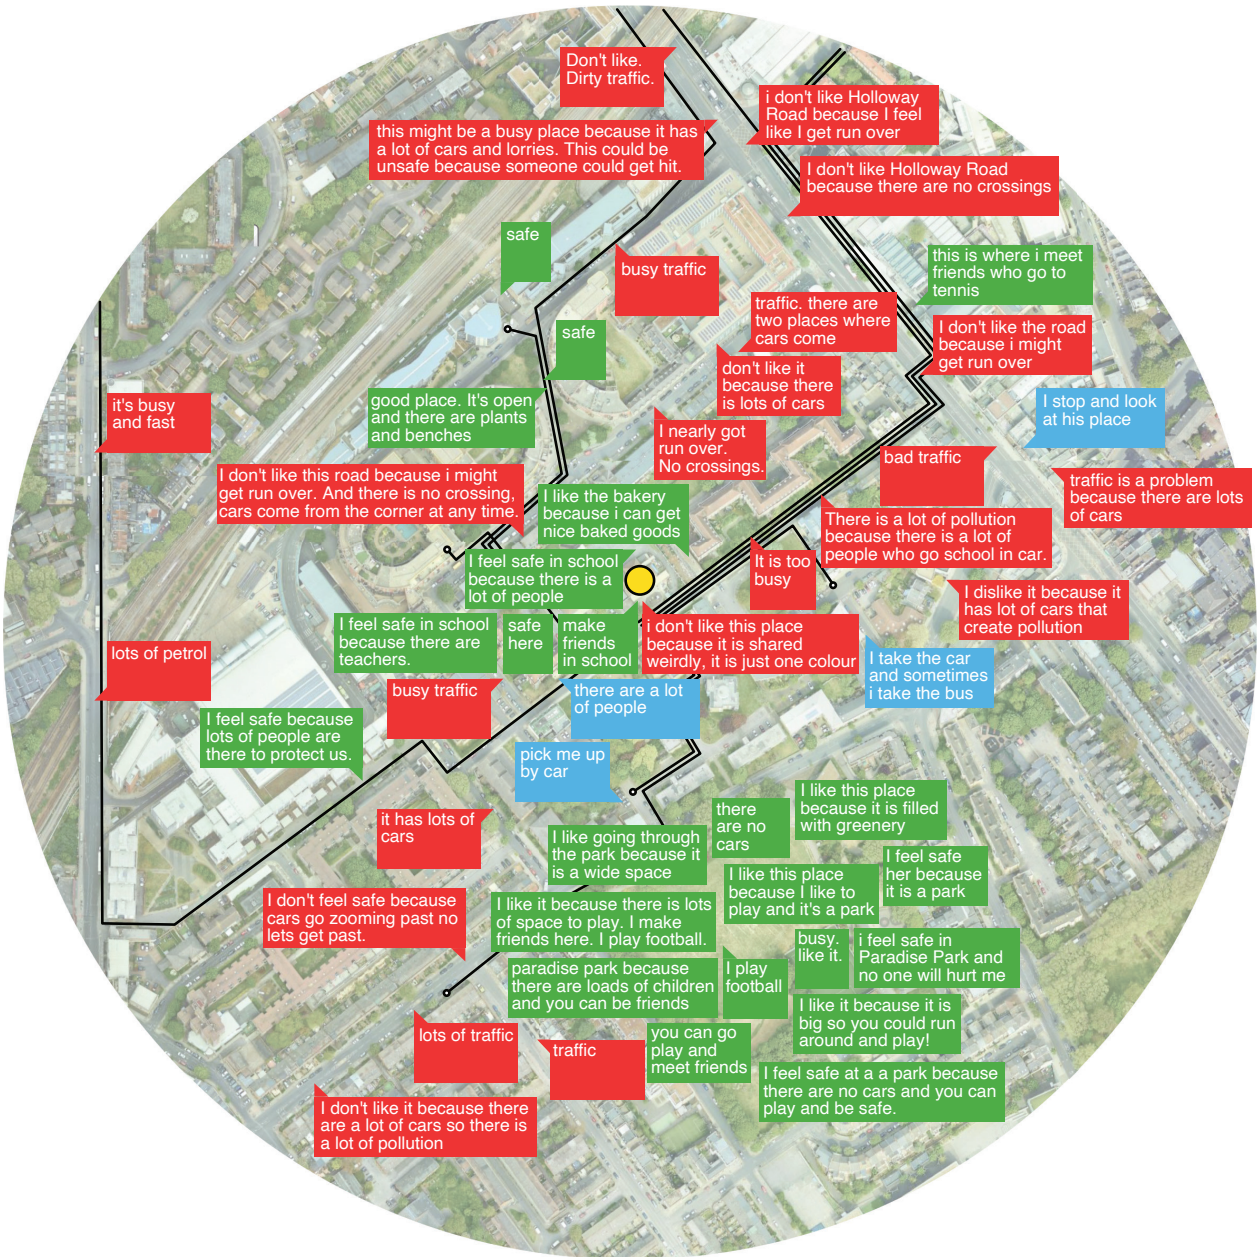 Don't like.
Dirty traffic.
i don't like Holloway
Road because I feel
like I get run over
this might be a busy place because it has
a lot of cars and lorries. This could be
unsafe because someone could get hit.
I don't like Holloway Road
because there are no crossings
safe
busy traffic
this is where i meet
friends who go to
tennis
traffic. there are
two places where
cars come
safe
I don't like the road
because i might
get run over
don't like it
because there
is lots of cars
good place. It's open
and there are plants
and benches
it's busy
and fast
I stop and look
at his place
I nearly got
run over.
No crossings.
bad traffic
I don't like this road because i might
get run over. And there is no crossing,
cars come from the corner at any time.
traffic is a problem
because there are lots
of cars
I like the bakery
because i can get
nice baked goods
There is a lot of pollution
because there is a lot of
people who go school in car.
I feel safe in school
because there is a
lot of people
It is too
busy
I dislike it because it
has lot of cars that
create pollution
I feel safe in school
because there are
teachers.
safe
here
make
friends
in school
i don't like this place
because it is shared
weirdly, it is just one colour
lots of petrol
I take the car
and sometimes
i take the bus
busy traffic
there are a lot
of people
I feel safe because
lots of people are
there to protect us.
pick me up
by car
I like this place
because it is filled
with greenery
there
are no
cars
it has lots of
cars
I like going through
the park because it
is a wide space
I feel safe
her because
it is a park
I like this place
because I like to
play and it's a park
I don't feel safe because
cars go zooming past no
lets get past.
I like it because there is lots
of space to play. I make
friends here. I play football.
busy.
like it.
i feel safe in
Paradise Park and
no one will hurt me
paradise park because
there are loads of children
and you can be friends
I play
football
I like it because it is
big so you could run
around and play!
lots of traffic
traffic
you can go
play and
meet friends
I feel safe at a a park because
there are no cars and you can
play and be safe.
I don't like it because there
are a lot of cars so there is
a lot of pollution